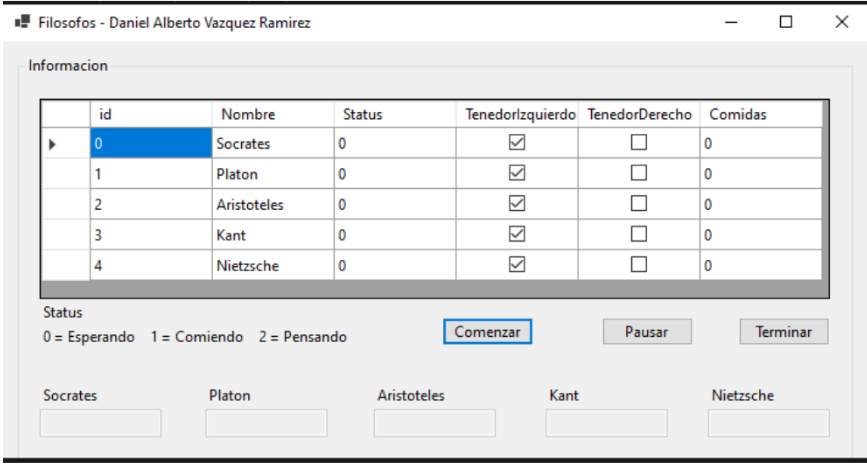 Filosofos - Daniel Alberto Vazquez Ramirez
Informacion
id Nombre Status TenedorIzquierdo TenedorDerecho Comidas
0 Socrates 0 0
1 Platon 0 0
2 Aristoteles 0 0
3 Kant 0 0
4 Nietzsche 0 0
Status
0 = Esperando 1 = Comiendo 2 = Pensando
Comenzar Pausar Terminar
Socrates Platon Aristoteles Kant Nietzsche